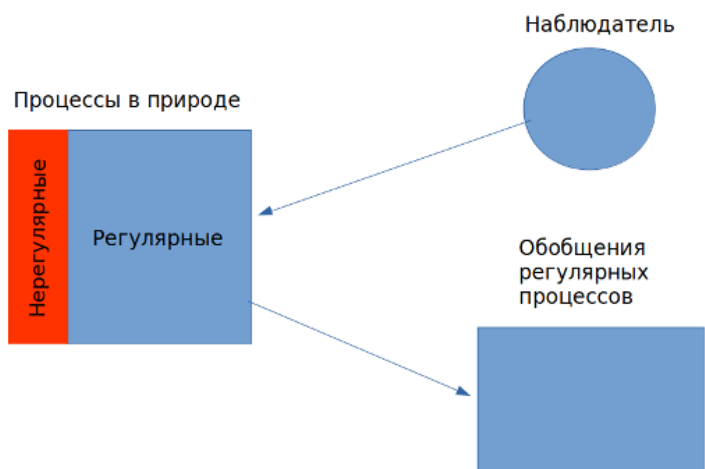 Наблюдатель
Процессы в природе
Нерегулярные
Регулярные
Обобщения
регулярных
процессов